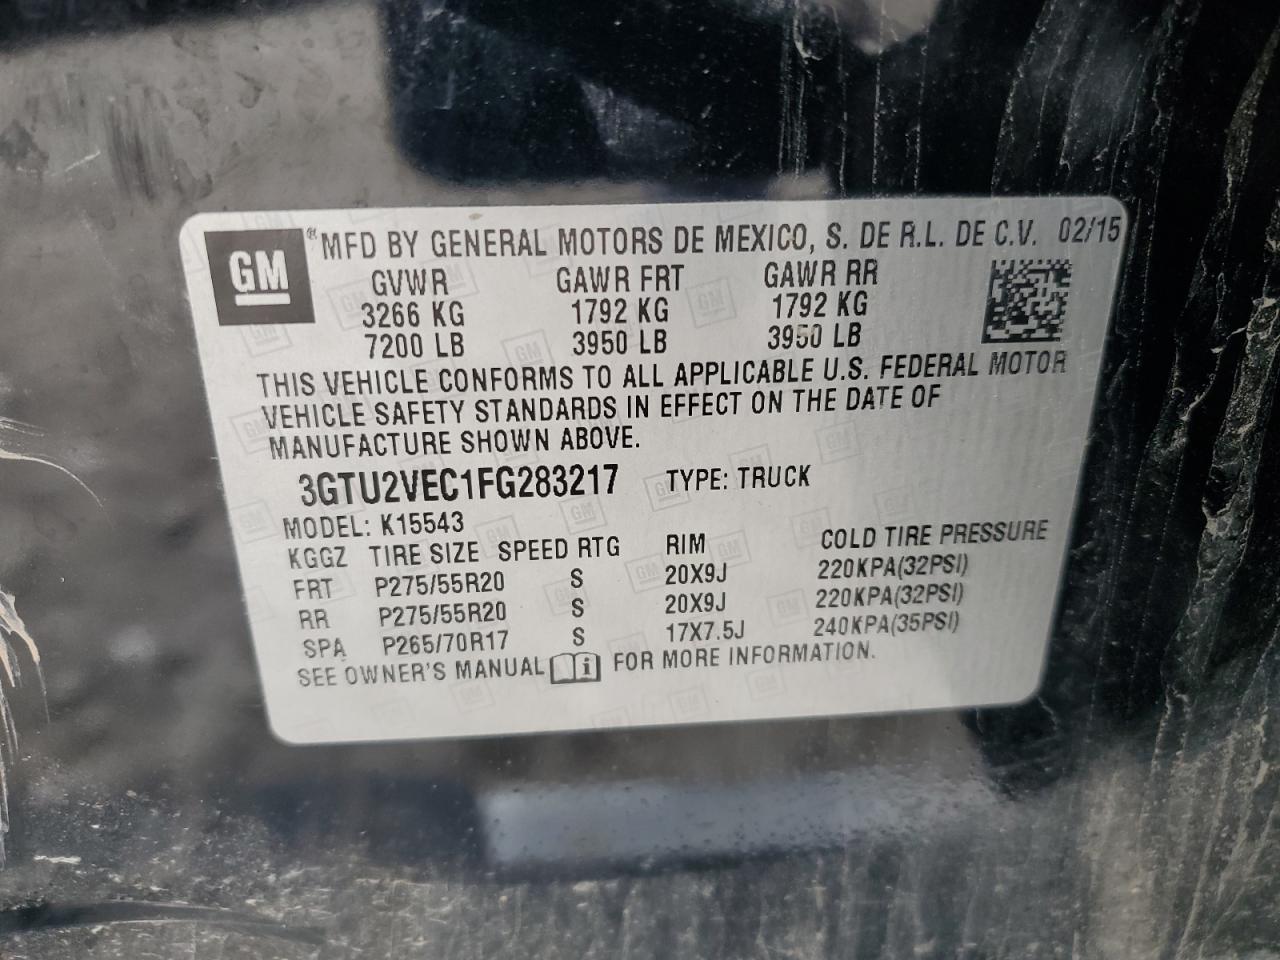 GM ® MFD BY GENERAL MOTORS DE MEXICO, S. DE R.L. DE C.V. 02/15
GVWR GAWR FRT GAWR RR
3266 KG 1792 KG 1792 KG
7200 LB 3950 LB 3950 LB
THIS VEHICLE CONFORMS TO ALL APPLICABLE U.S. FEDERAL MOTOR
VEHICLE SAFETY STANDARDS IN EFFECT ON THE DATE OF
MANUFACTURE SHOWN ABOVE.
3GTU2VEC1FG283217 TYPE: TRUCK
MODEL: K15543
KGGZ TIRE SIZE SPEED RTG RIM COLD TIRE PRESSURE
FRT P275/55R20 S 20X9J 220KPA(32PSI)
RR P275/55R20 S 20X9J 220KPA(32PSI)
SPA P265/70R17 S 17X7.5J 240KPA(35PSI)
SEE OWNER'S MANUAL i FOR MORE INFORMATION.